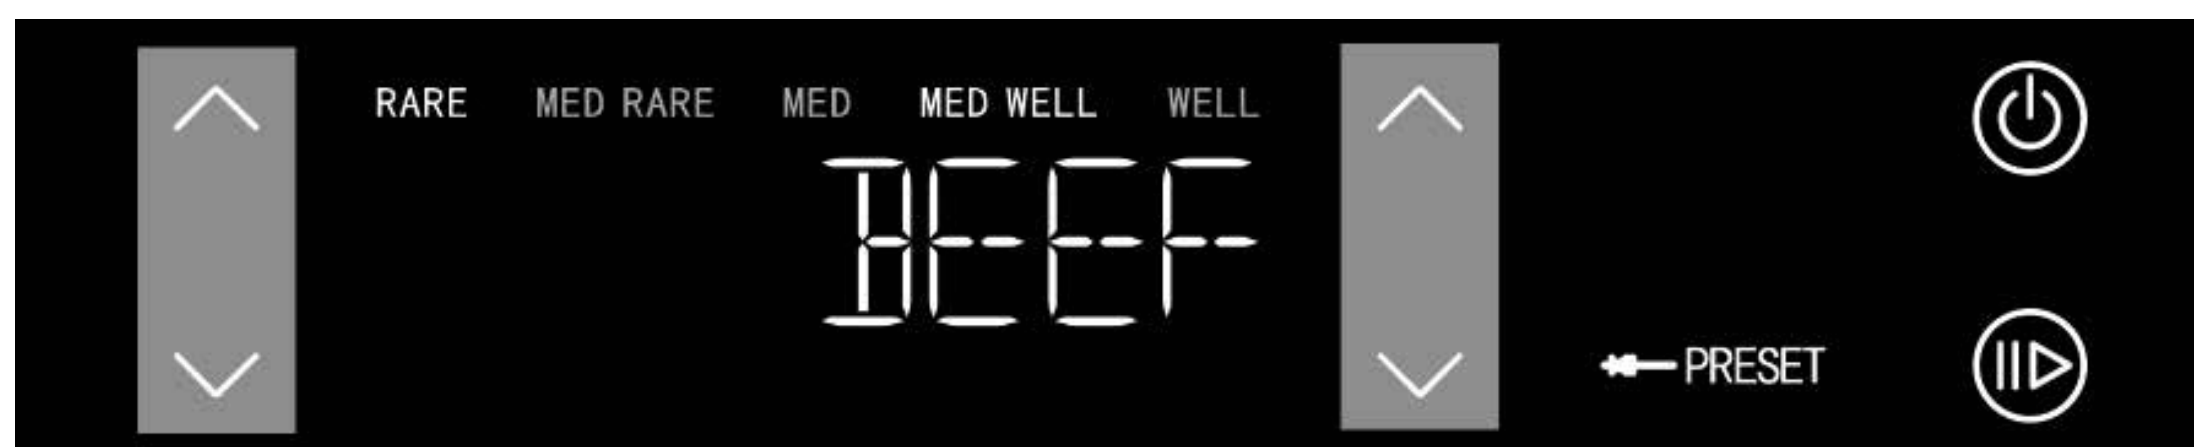 RARE MED RARE MED MED WELL WELL
BEEF
PRESET